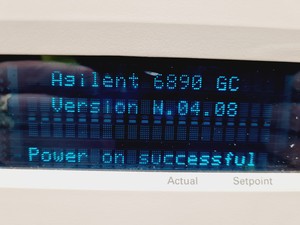 Agilent 6890 GC
Version N.04.08
Power on successful
Actual Setpoint